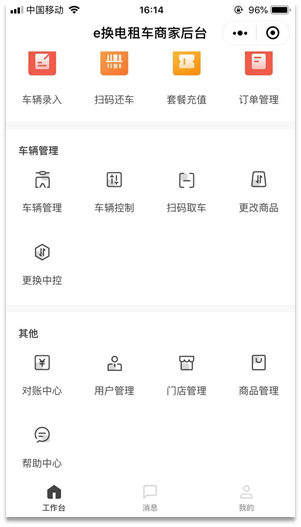 中国移动 16:14 96%
e换电租车商家后台
车辆录入 扫码还车 套餐充值 订单管理
车辆管理
车辆管理 车辆控制 扫码取车 更改商品
更换中控
其他
对账中心 用户管理 门店管理 商品管理
帮助中心
工作台 消息 我的